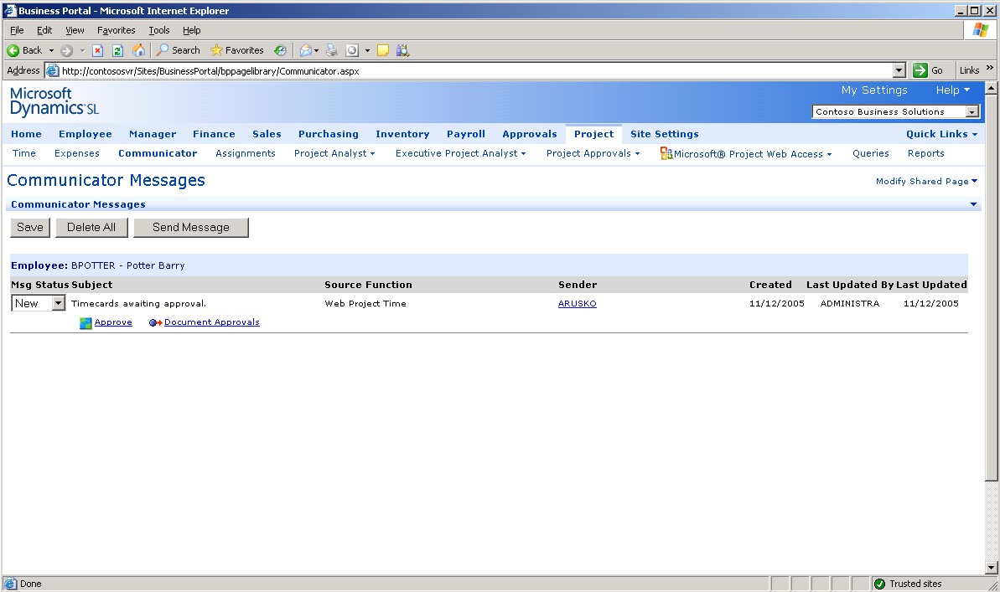 Business Portal - Microsoft Internet Explorer
File Edit View Favorites Tools Help
Back Search Favorites
Address http://contososvr/Sites/BusinessPortal/bppagelibrary/Communicator.aspx Go Links »
Microsoft Dynamics SL
My Settings Help
Contoso Business Solutions
Home Employee Manager Finance Sales Purchasing Inventory Payroll Approvals Project Site Settings Quick Links
Time Expenses Communicator Assignments Project Analyst Executive Project Analyst Project Approvals Microsoft® Project Web Access Queries Reports
Communicator Messages Modify Shared Page
Communicator Messages
Save Delete All Send Message
Employee: BPOTTER - Potter Barry
Msg Status Subject Source Function Sender Created Last Updated By Last Updated
New Timecards awaiting approval. Web Project Time ARUSKO 11/12/2005 ADMINISTRA 11/12/2005
Approve Document Approvals
Done Trusted sites